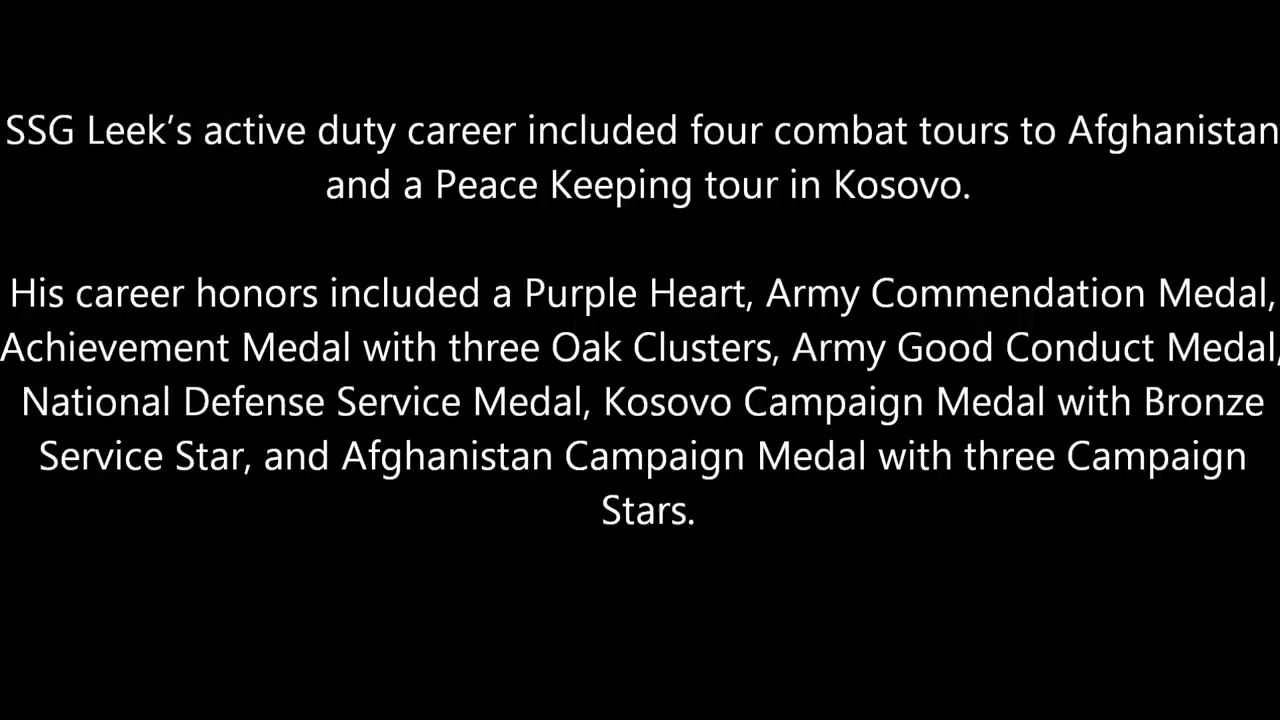 SSG Leek’s active duty career included four combat tours to Afghanistan
and a Peace Keeping tour in Kosovo.
His career honors included a Purple Heart, Army Commendation Medal,
Achievement Medal with three Oak Clusters, Army Good Conduct Medal,
National Defense Service Medal, Kosovo Campaign Medal with Bronze
Service Star, and Afghanistan Campaign Medal with three Campaign
Stars.